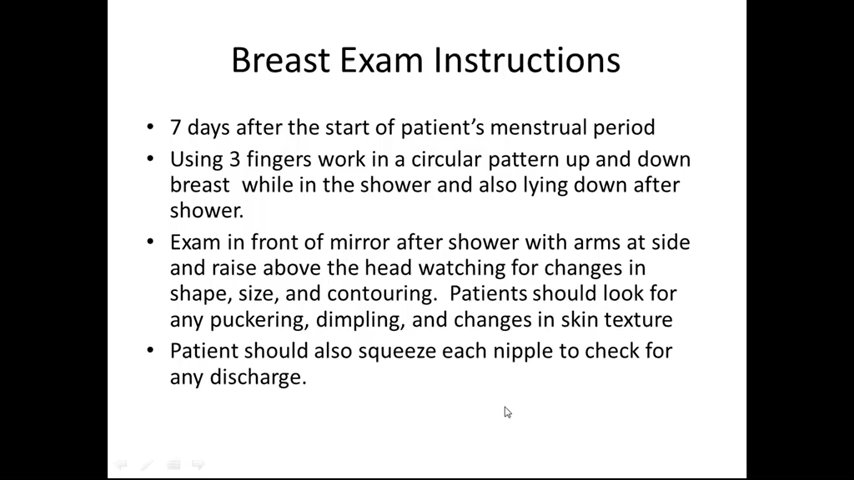 Breast Exam Instructions
• 7 days after the start of patient's menstrual period
• Using 3 fingers work in a circular pattern up and down
breast  while in the shower and also lying down after
shower.
• Exam in front of mirror after shower with arms at side
and raise above the head watching for changes in
shape, size, and contouring.  Patients should look for
any puckering, dimpling, and changes in skin texture
• Patient should also squeeze each nipple to check for
any discharge.